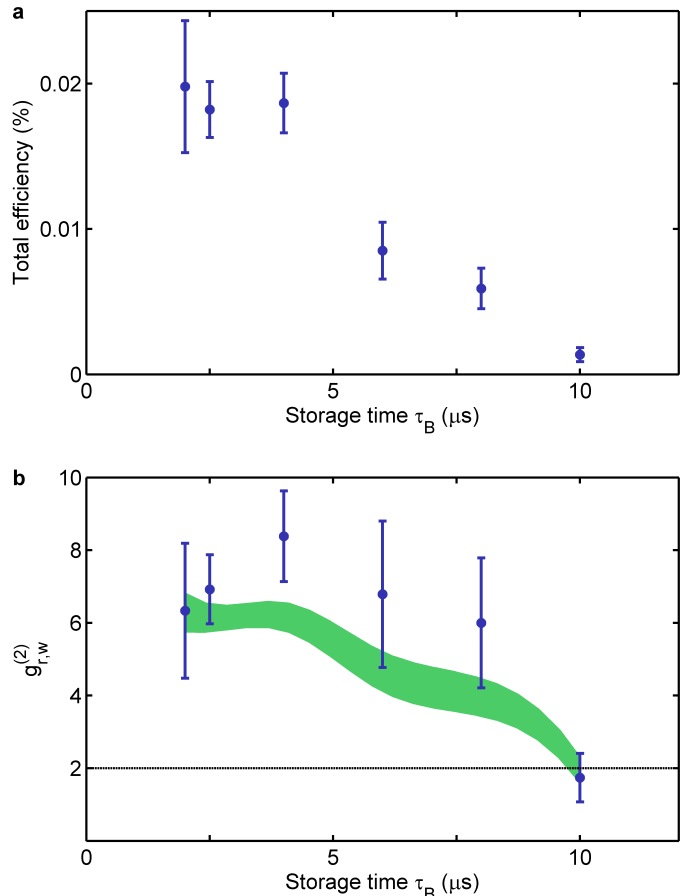 a
Total efficiency (%)
0.02
0.01
0
0 5 10
Storage time τB (μs)
b
g(2)r,w
10
8
6
4
2
0
0 5 10
Storage time τB (μs)